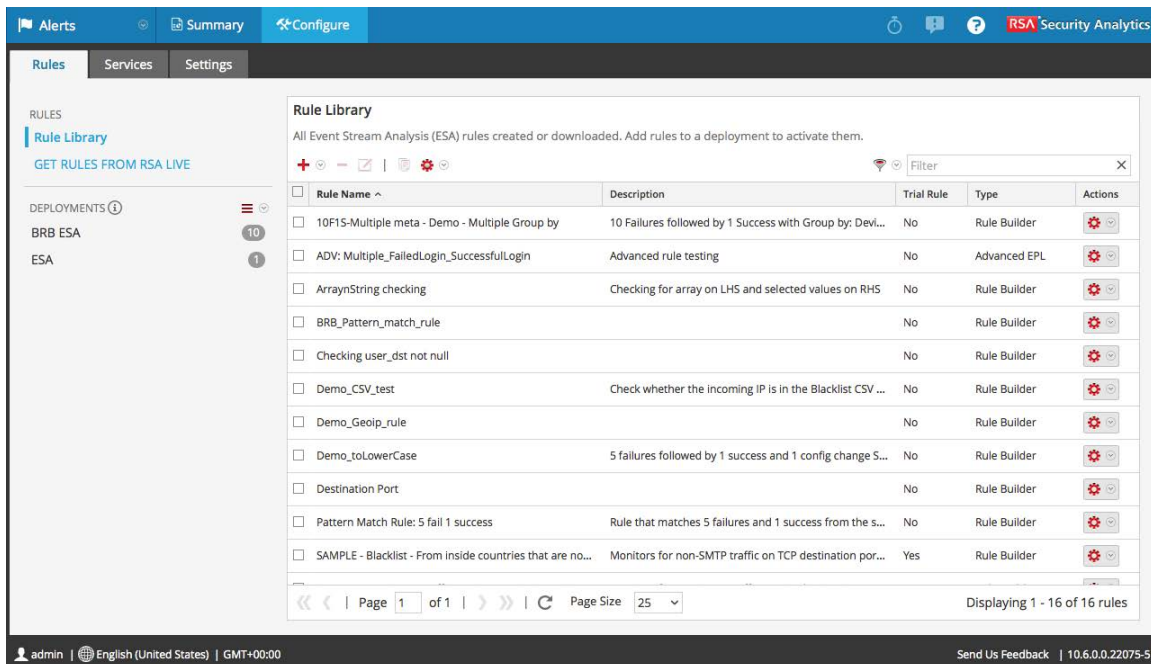 Alerts Summary Configure RSA Security Analytics
Rules Services Settings
RULES
Rule Library
GET RULES FROM RSA LIVE
DEPLOYMENTS
BRB ESA 10
ESA 1
Rule Library
All Event Stream Analysis (ESA) rules created or downloaded. Add rules to a deployment to activate them.
Filter
Rule Name Description Trial Rule Type Actions
10F1S-Multiple meta - Demo - Multiple Group by 10 Failures followed by 1 Success with Group by: Devi... No Rule Builder
ADV: Multiple_FailedLogin_SuccessfulLogin Advanced rule testing No Advanced EPL
ArraynString checking Checking for array on LHS and selected values on RHS No Rule Builder
BRB_Pattern_match_rule No Rule Builder
Checking user_dst not null No Rule Builder
Demo_CSV_test Check whether the incoming IP is in the Blacklist CSV ... No Rule Builder
Demo_Geoip_rule No Rule Builder
Demo_toLowerCase 5 failures followed by 1 success and 1 config change S... No Rule Builder
Destination Port No Rule Builder
Pattern Match Rule: 5 fail 1 success Rule that matches 5 failures and 1 success from the s... No Rule Builder
SAMPLE - Blacklist - From inside countries that are no... Monitors for non-SMTP traffic on TCP destination por... Yes Rule Builder
Page 1 of 1 | Page Size 25 Displaying 1 - 16 of 16 rules
admin | English (United States) | GMT+00:00 Send Us Feedback | 10.6.0.0.22075-5